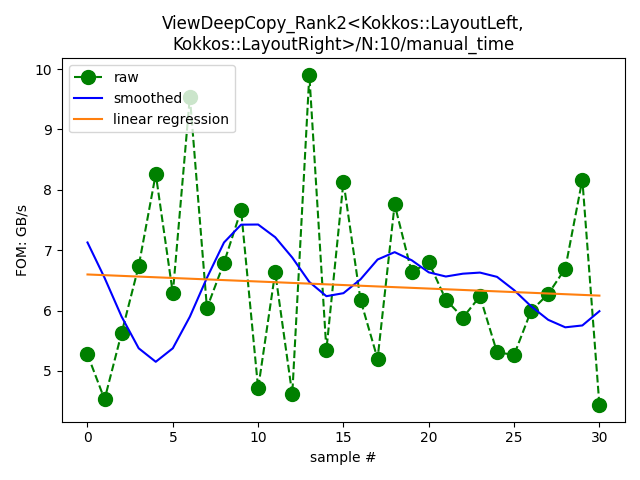 ViewDeepCopy_Rank2<Kokkos::LayoutLeft,
Kokkos::LayoutRight>/N:10/manual_time
raw
smoothed
linear regression
FOM: GB/s
10
9
8
7
6
5
0
5
10
15
20
25
30
sample #